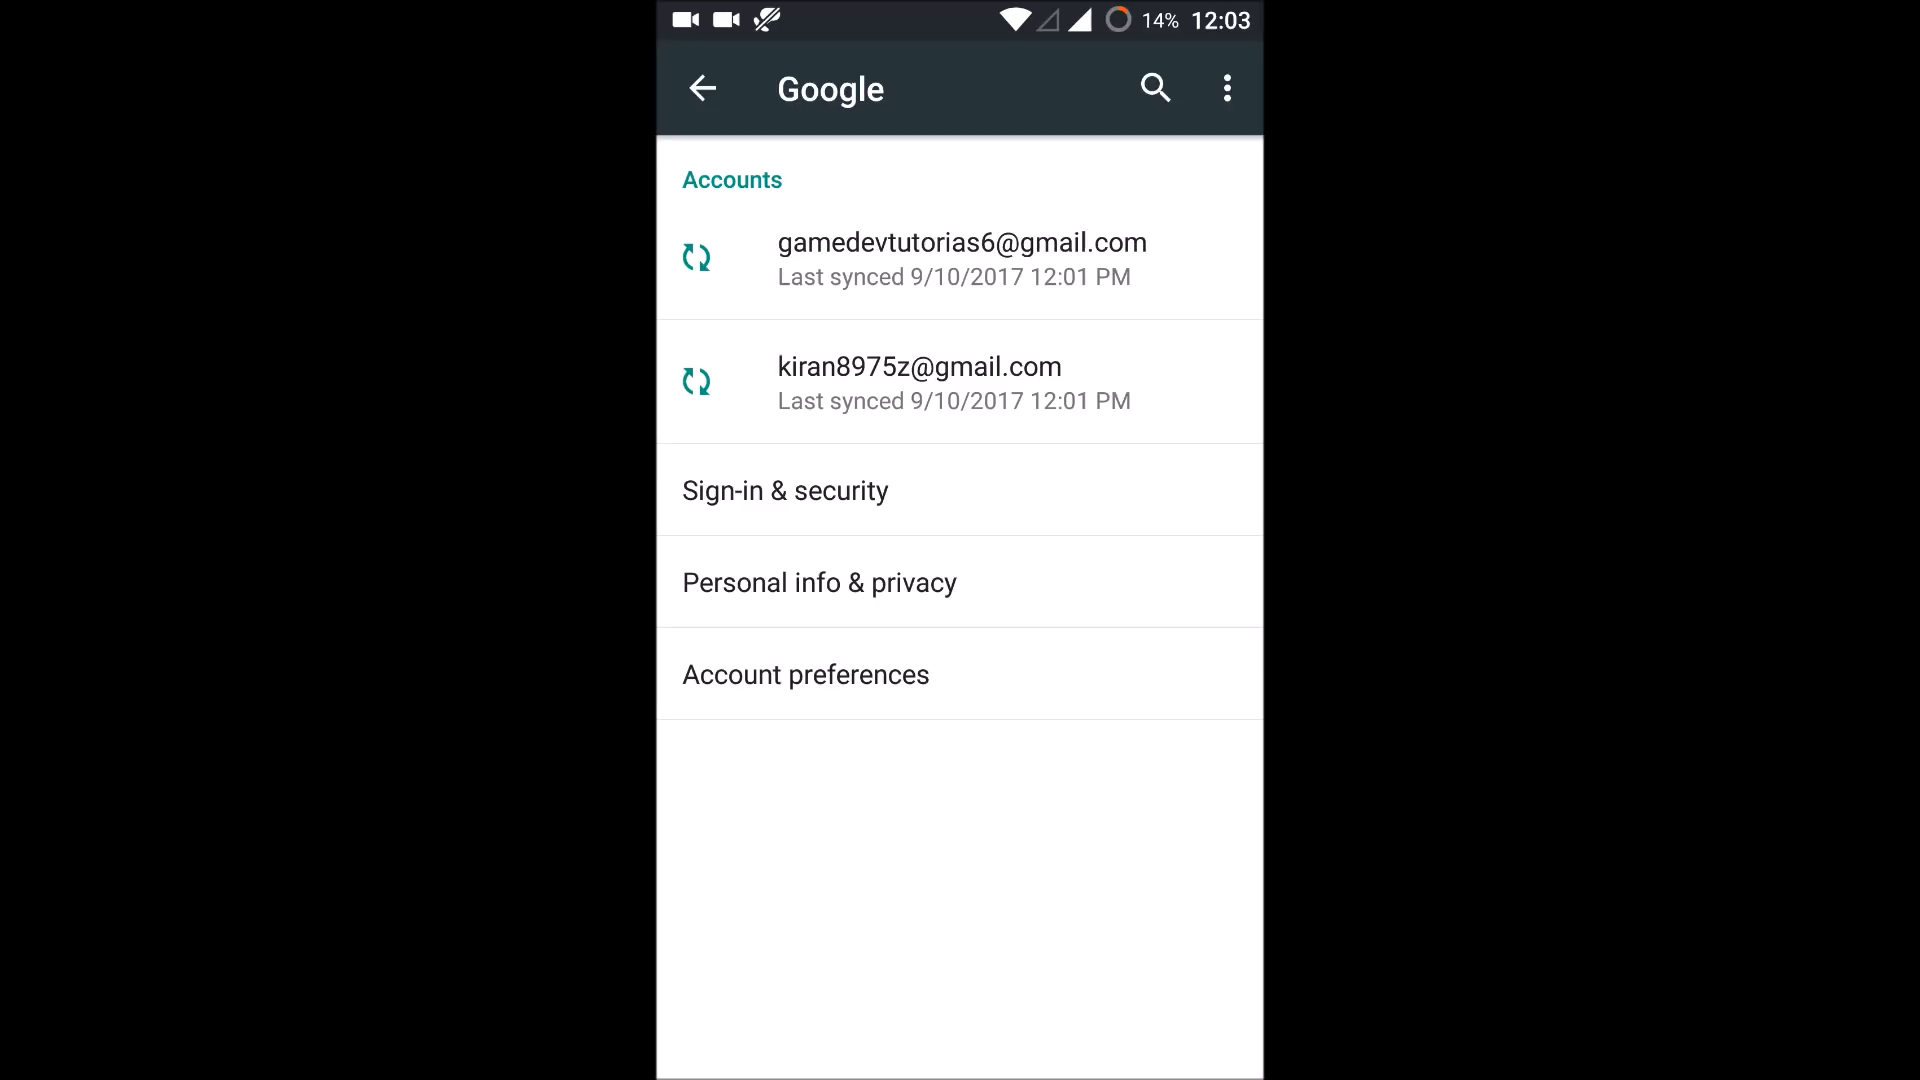 14% 12:03
Google
Accounts
gamedevtutorias6@gmail.com
Last synced 9/10/2017 12:01 PM
kiran8975z@gmail.com
Last synced 9/10/2017 12:01 PM
Sign-in & security
Personal info & privacy
Account preferences